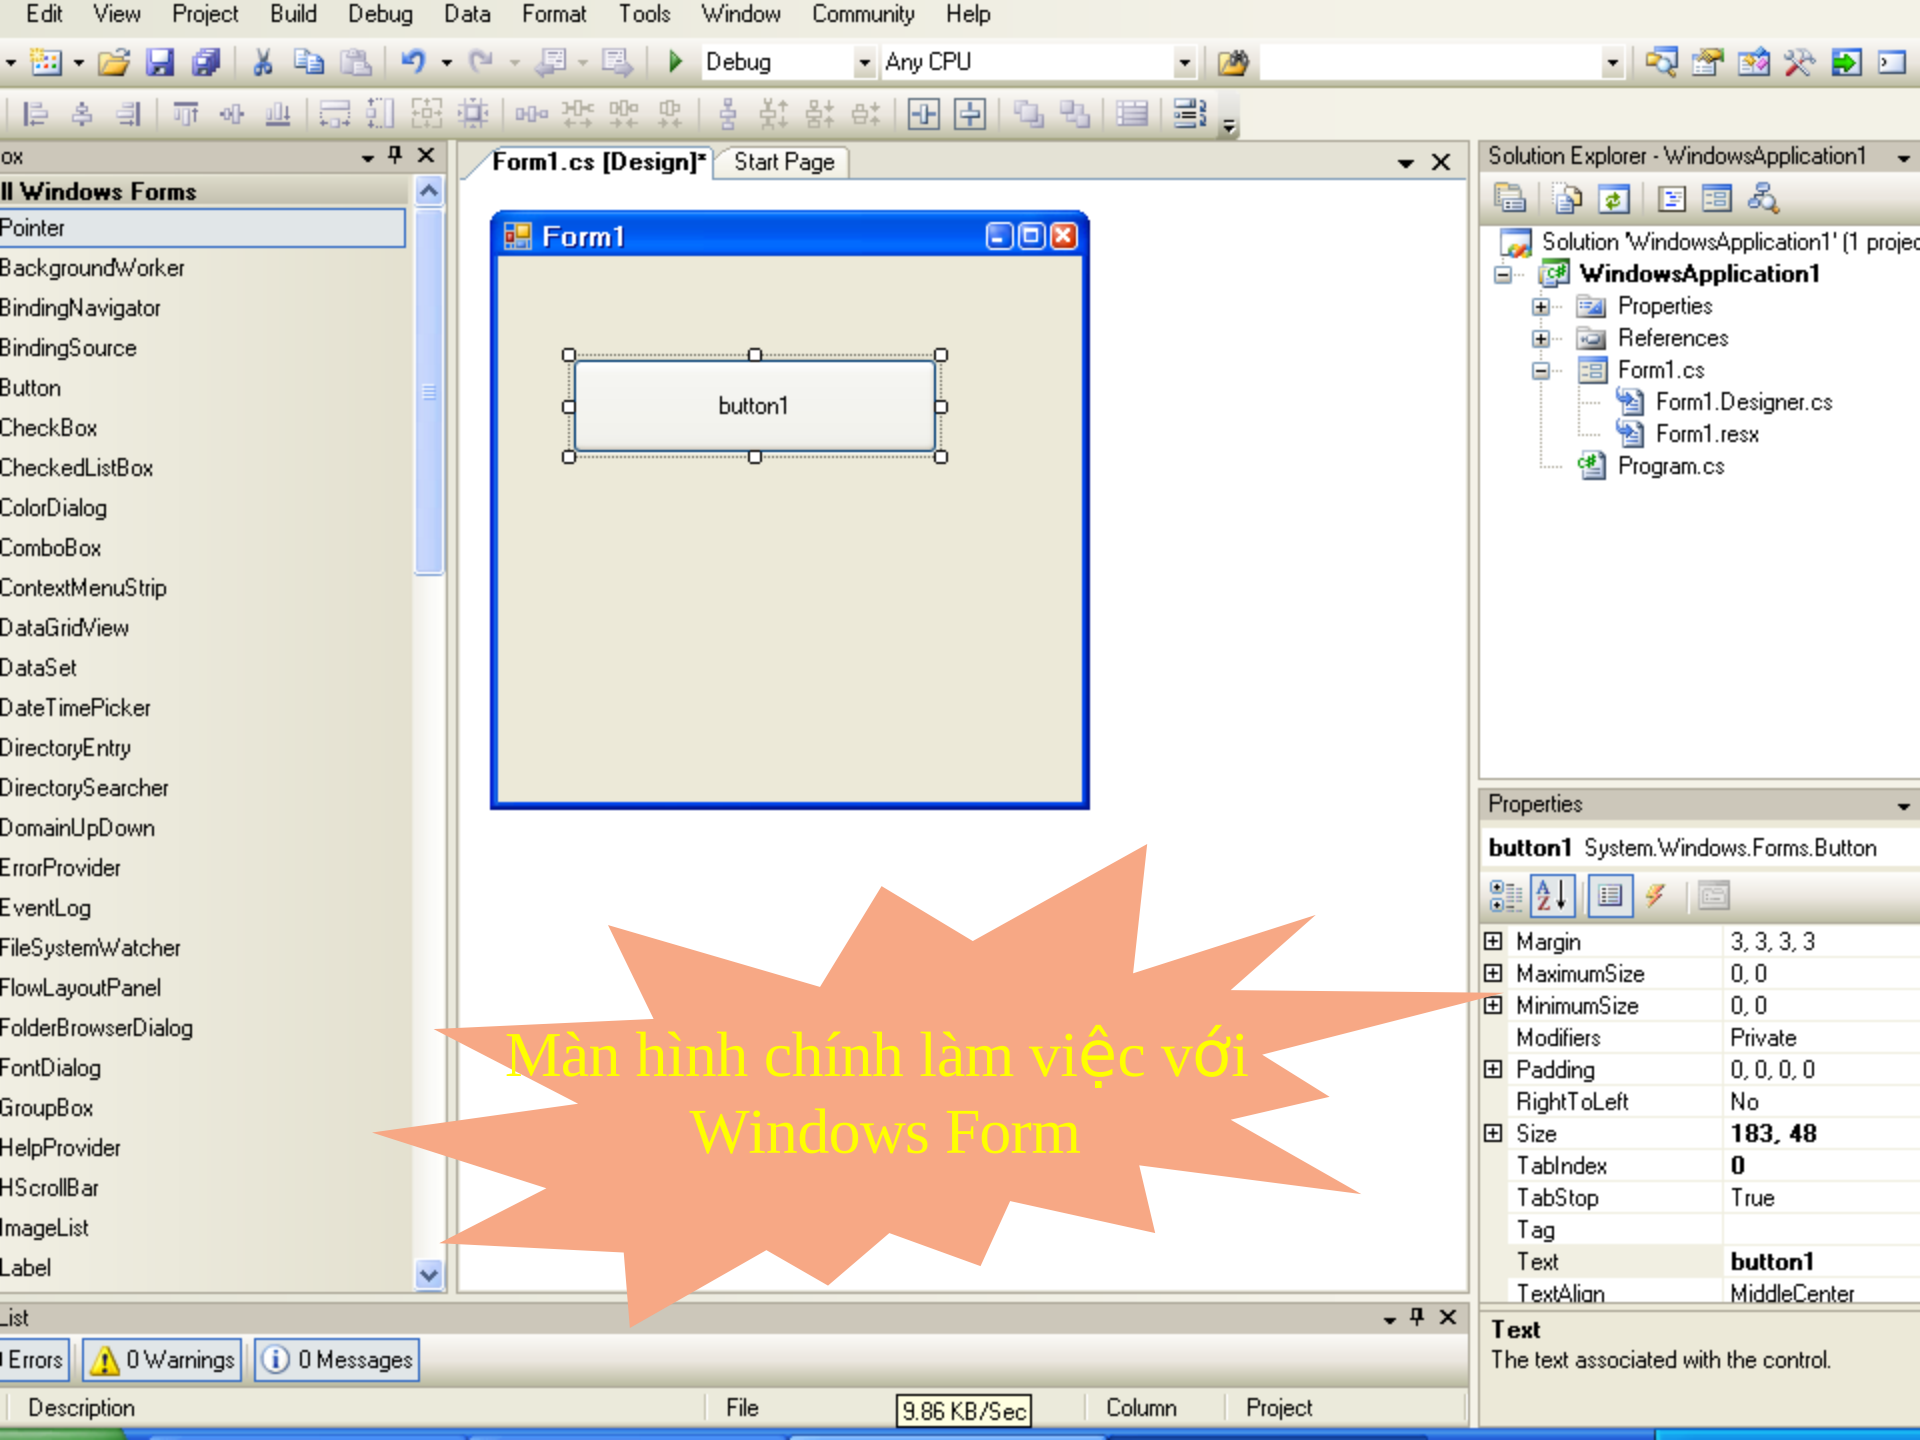 Edit View Project Build Debug Data Format Tools Window Community Help
Debug Any CPU
ox
ll Windows Forms
Pointer
BackgroundWorker
BindingNavigator
BindingSource
Button
CheckBox
CheckedListBox
ColorDialog
ComboBox
ContextMenuStrip
DataGridView
DataSet
DateTimePicker
DirectoryEntry
DirectorySearcher
DomainUpDown
ErrorProvider
EventLog
FileSystemWatcher
FlowLayoutPanel
FolderBrowserDialog
FontDialog
GroupBox
HelpProvider
HScrollBar
ImageList
Label
Form1.cs [Design]* Start Page
Form1
button1
Màn hình chính làm việc với
Windows Form
Solution Explorer - WindowsApplication1
Solution 'WindowsApplication1' (1 projec
WindowsApplication1
Properties
References
Form1.cs
Form1.Designer.cs
Form1.resx
Program.cs
Properties
button1 System.Windows.Forms.Button
Margin 3, 3, 3, 3
MaximumSize 0, 0
MinimumSize 0, 0
Modifiers Private
Padding 0, 0, 0, 0
RightToLeft No
Size 183, 48
TabIndex 0
TabStop True
Tag
Text button1
TextAlign MiddleCenter
Text
The text associated with the control.
List
Errors 0 Warnings 0 Messages
Description File 9.86 KB/Sec Column Project